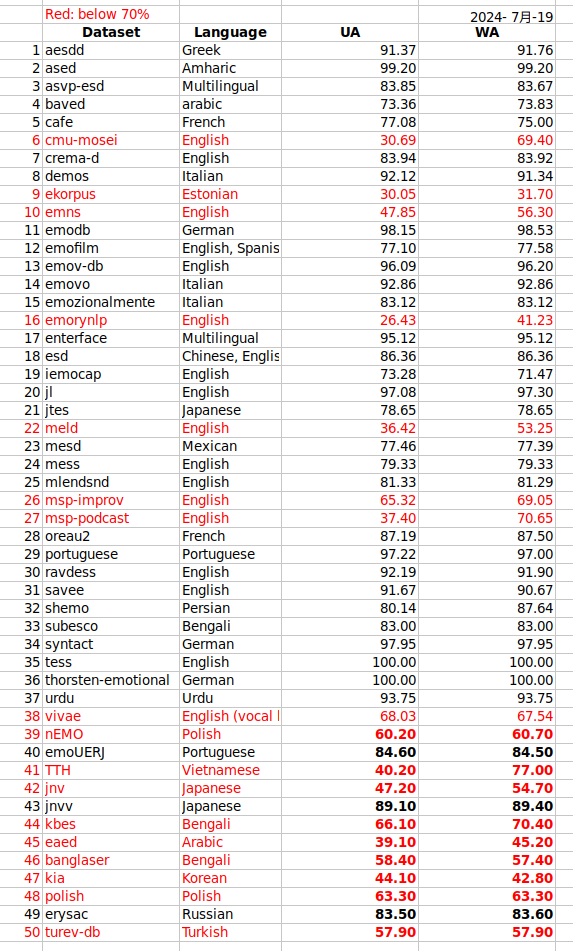 Red: below 70% 2024- 7月-19
Dataset Language UA WA
1 aesdd Greek 91.37 91.76
2 ased Amharic 99.20 99.20
3 asvp-esd Multilingual 83.85 83.67
4 baved arabic 73.36 73.83
5 cafe French 77.08 75.00
6 cmu-mosei English 30.69 69.40
7 crema-d English 83.94 83.92
8 demos Italian 92.12 91.34
9 ekorpus Estonian 30.05 31.70
10 emns English 47.85 56.30
11 emodb German 98.15 98.53
12 emofilm English, Spanis 77.10 77.58
13 emov-db English 96.09 96.20
14 emovo Italian 92.86 92.86
15 emozionalmente Italian 83.12 83.12
16 emorynlp English 26.43 41.23
17 enterface Multilingual 95.12 95.12
18 esd Chinese, Englis 86.36 86.36
19 iemocap English 73.28 71.47
20 jl English 97.08 97.30
21 jtes Japanese 78.65 78.65
22 meld English 36.42 53.25
23 mesd Mexican 77.46 77.39
24 mess English 79.33 79.33
25 mlendsnd English 81.33 81.29
26 msp-improv English 65.32 69.05
27 msp-podcast English 37.40 70.65
28 oreau2 French 87.19 87.50
29 portuguese Portuguese 97.22 97.00
30 ravdess English 92.19 91.90
31 savee English 91.67 90.67
32 shemo Persian 80.14 87.64
33 subesco Bengali 83.00 83.00
34 syntact German 97.95 97.95
35 tess English 100.00 100.00
36 thorsten-emotional German 100.00 100.00
37 urdu Urdu 93.75 93.75
38 vivae English (vocal l 68.03 67.54
39 nEMO Polish 60.20 60.70
40 emoUERJ Portuguese 84.60 84.50
41 TTH Vietnamese 40.20 77.00
42 jnv Japanese 47.20 54.70
43 jnvv Japanese 89.10 89.40
44 kbes Bengali 66.10 70.40
45 eaed Arabic 39.10 45.20
46 banglaser Bengali 58.40 57.40
47 kia Korean 44.10 42.80
48 polish Polish 63.30 63.30
49 erysac Russian 83.50 83.60
50 turev-db Turkish 57.90 57.90